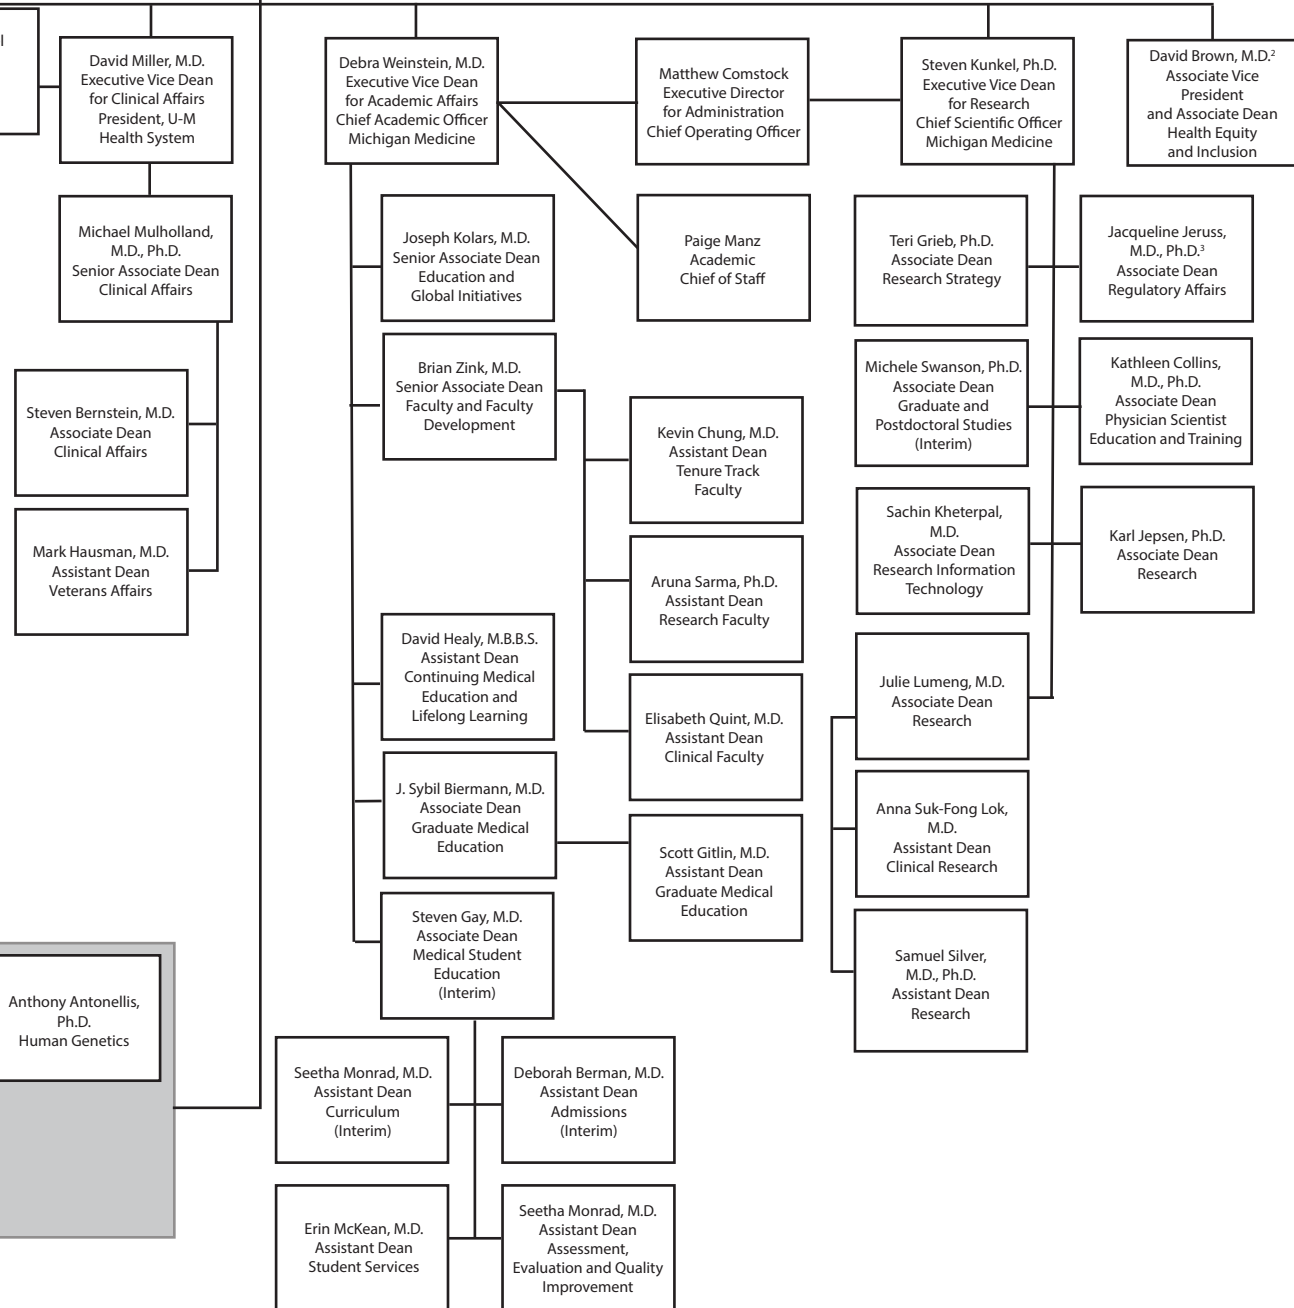 l
David Miller, M.D.
Executive Vice Dean
for Clinical Affairs
President, U-M
Health System
Debra Weinstein, M.D.
Executive Vice Dean
for Academic Affairs
Chief Academic Officer
Michigan Medicine
Matthew Comstock
Executive Director
for Administration
Chief Operating Officer
Steven Kunkel, Ph.D.
Executive Vice Dean
for Research
Chief Scientific Officer
Michigan Medicine
David Brown, M.D.²
Associate Vice
President
and Associate Dean
Health Equity
and Inclusion
Michael Mulholland,
M.D., Ph.D.
Senior Associate Dean
Clinical Affairs
Joseph Kolars, M.D.
Senior Associate Dean
Education and
Global Initiatives
Paige Manz
Academic
Chief of Staff
Teri Grieb, Ph.D.
Associate Dean
Research Strategy
Jacqueline Jeruss,
M.D., Ph.D.³
Associate Dean
Regulatory Affairs
Steven Bernstein, M.D.
Associate Dean
Clinical Affairs
Brian Zink, M.D.
Senior Associate Dean
Faculty and Faculty
Development
Kevin Chung, M.D.
Assistant Dean
Tenure Track
Faculty
Michele Swanson, Ph.D.
Associate Dean
Graduate and
Postdoctoral Studies
(Interim)
Kathleen Collins,
M.D., Ph.D.
Associate Dean
Physician Scientist
Education and Training
Mark Hausman, M.D.
Assistant Dean
Veterans Affairs
Aruna Sarma, Ph.D.
Assistant Dean
Research Faculty
Sachin Kheterpal,
M.D.
Associate Dean
Research Information
Technology
Karl Jepsen, Ph.D.
Associate Dean
Research
David Healy, M.B.B.S.
Assistant Dean
Continuing Medical
Education and
Lifelong Learning
Elisabeth Quint, M.D.
Assistant Dean
Clinical Faculty
Julie Lumeng, M.D.
Associate Dean
Research
J. Sybil Biermann, M.D.
Associate Dean
Graduate Medical
Education
Scott Gitlin, M.D.
Assistant Dean
Graduate Medical
Education
Anna Suk-Fong Lok,
M.D.
Assistant Dean
Clinical Research
Steven Gay, M.D.
Associate Dean
Medical Student
Education
(Interim)
Samuel Silver,
M.D., Ph.D.
Assistant Dean
Research
Anthony Antonellis,
Ph.D.
Human Genetics
Seetha Monrad, M.D.
Assistant Dean
Curriculum
(Interim)
Deborah Berman, M.D.
Assistant Dean
Admissions
(Interim)
Erin McKean, M.D.
Assistant Dean
Student Services
Seetha Monrad, M.D.
Assistant Dean
Assessment,
Evaluation and Quality
Improvement